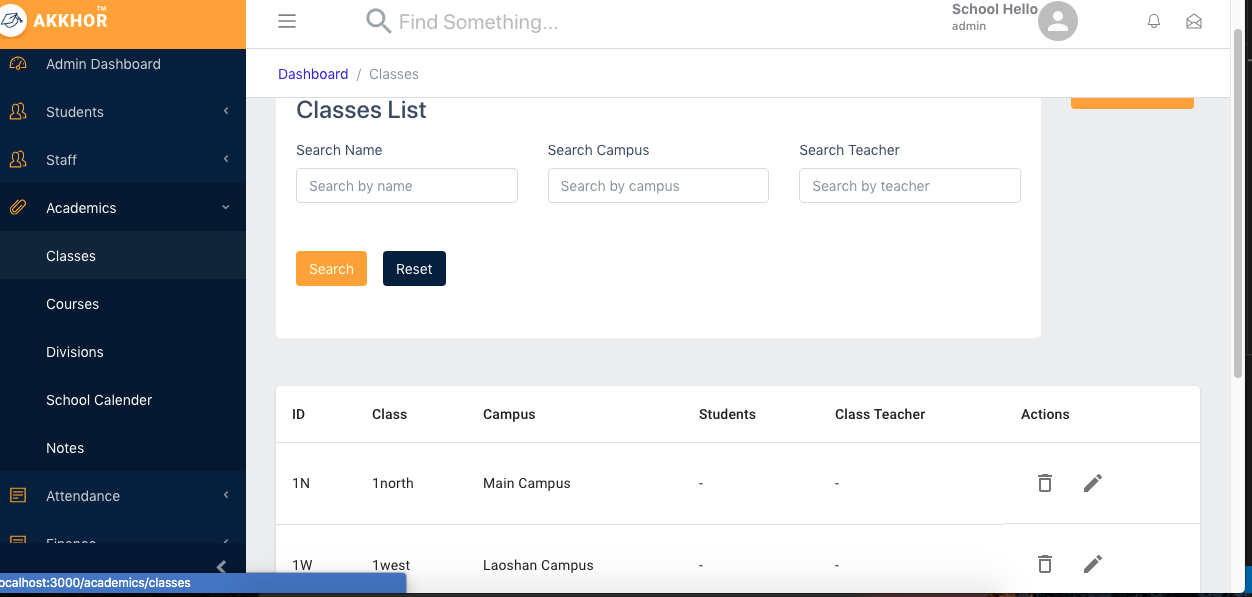 AKKHOR™
Find Something...
School Hello
admin
Admin Dashboard
Students
Staff
Academics
Classes
Courses
Divisions
School Calender
Notes
Attendance
Finance
ocalhost:3000/academics/classes
Dashboard / Classes
Classes List
Search Name Search Campus Search Teacher
Search by name Search by campus Search by teacher
Search Reset
ID Class Campus Students Class Teacher Actions
1N 1north Main Campus - -
1W 1west Laoshan Campus - -